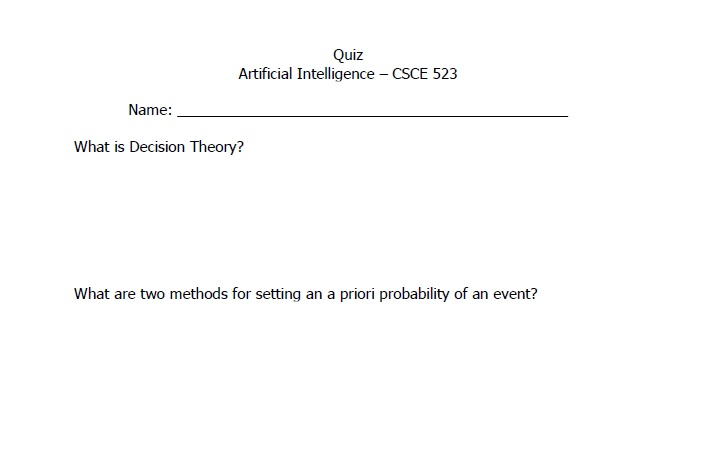 Quiz
Artificial Intelligence – CSCE 523
Name: ______________________________________________
What is Decision Theory?
What are two methods for setting an a priori probability of an event?